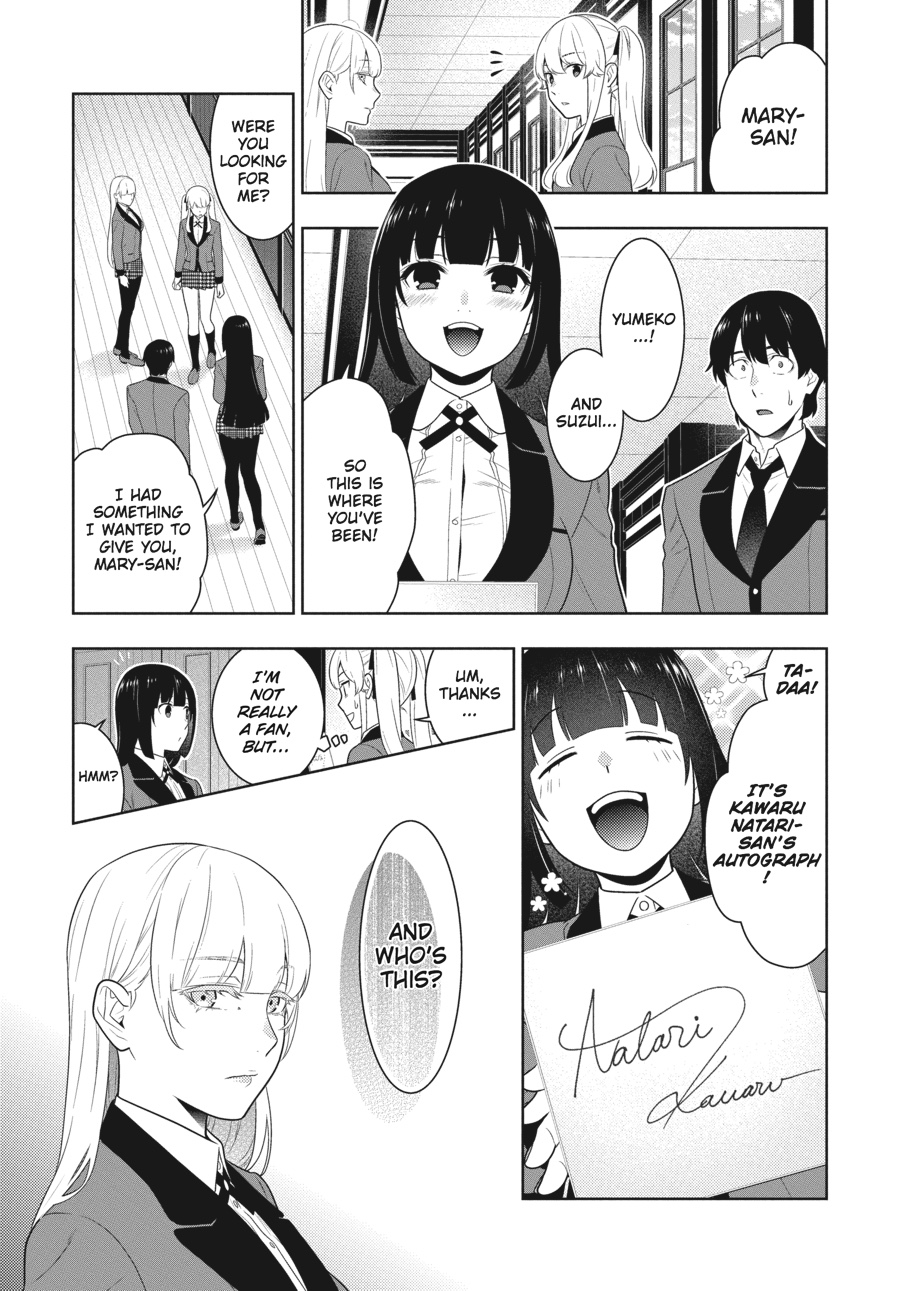 MARY-
SAN!
YUMEKO
...!
AND
SUZUI...
SO
THIS IS
WHERE
YOU'VE
BEEN!
WERE
YOU
LOOKING
FOR
ME?
I HAD
SOMETHING
I WANTED TO
GIVE YOU,
MARY-SAN!
TA-
DAA!
IT'S
KAWARU
NATARI-
SAN'S
AUTOGRAPH
!
Natari
Kawaru
UM,
THANKS
...
I'M
NOT
REALLY
A FAN,
BUT...
HMM?
AND
WHO'S
THIS?